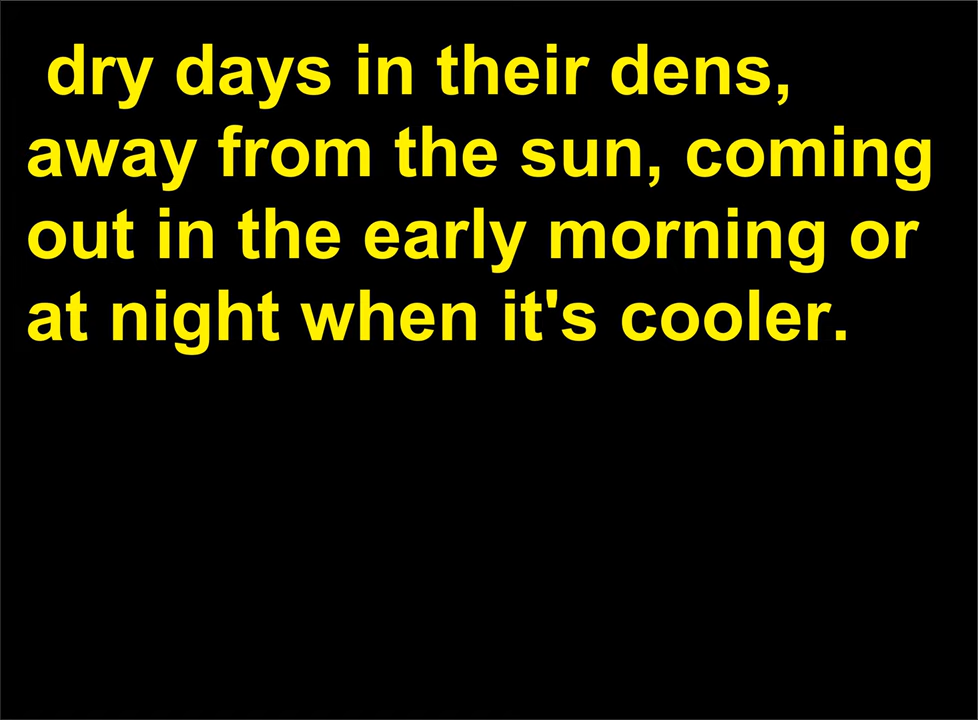 dry days in their dens,
away from the sun, coming
out in the early morning or
at night when it's cooler.